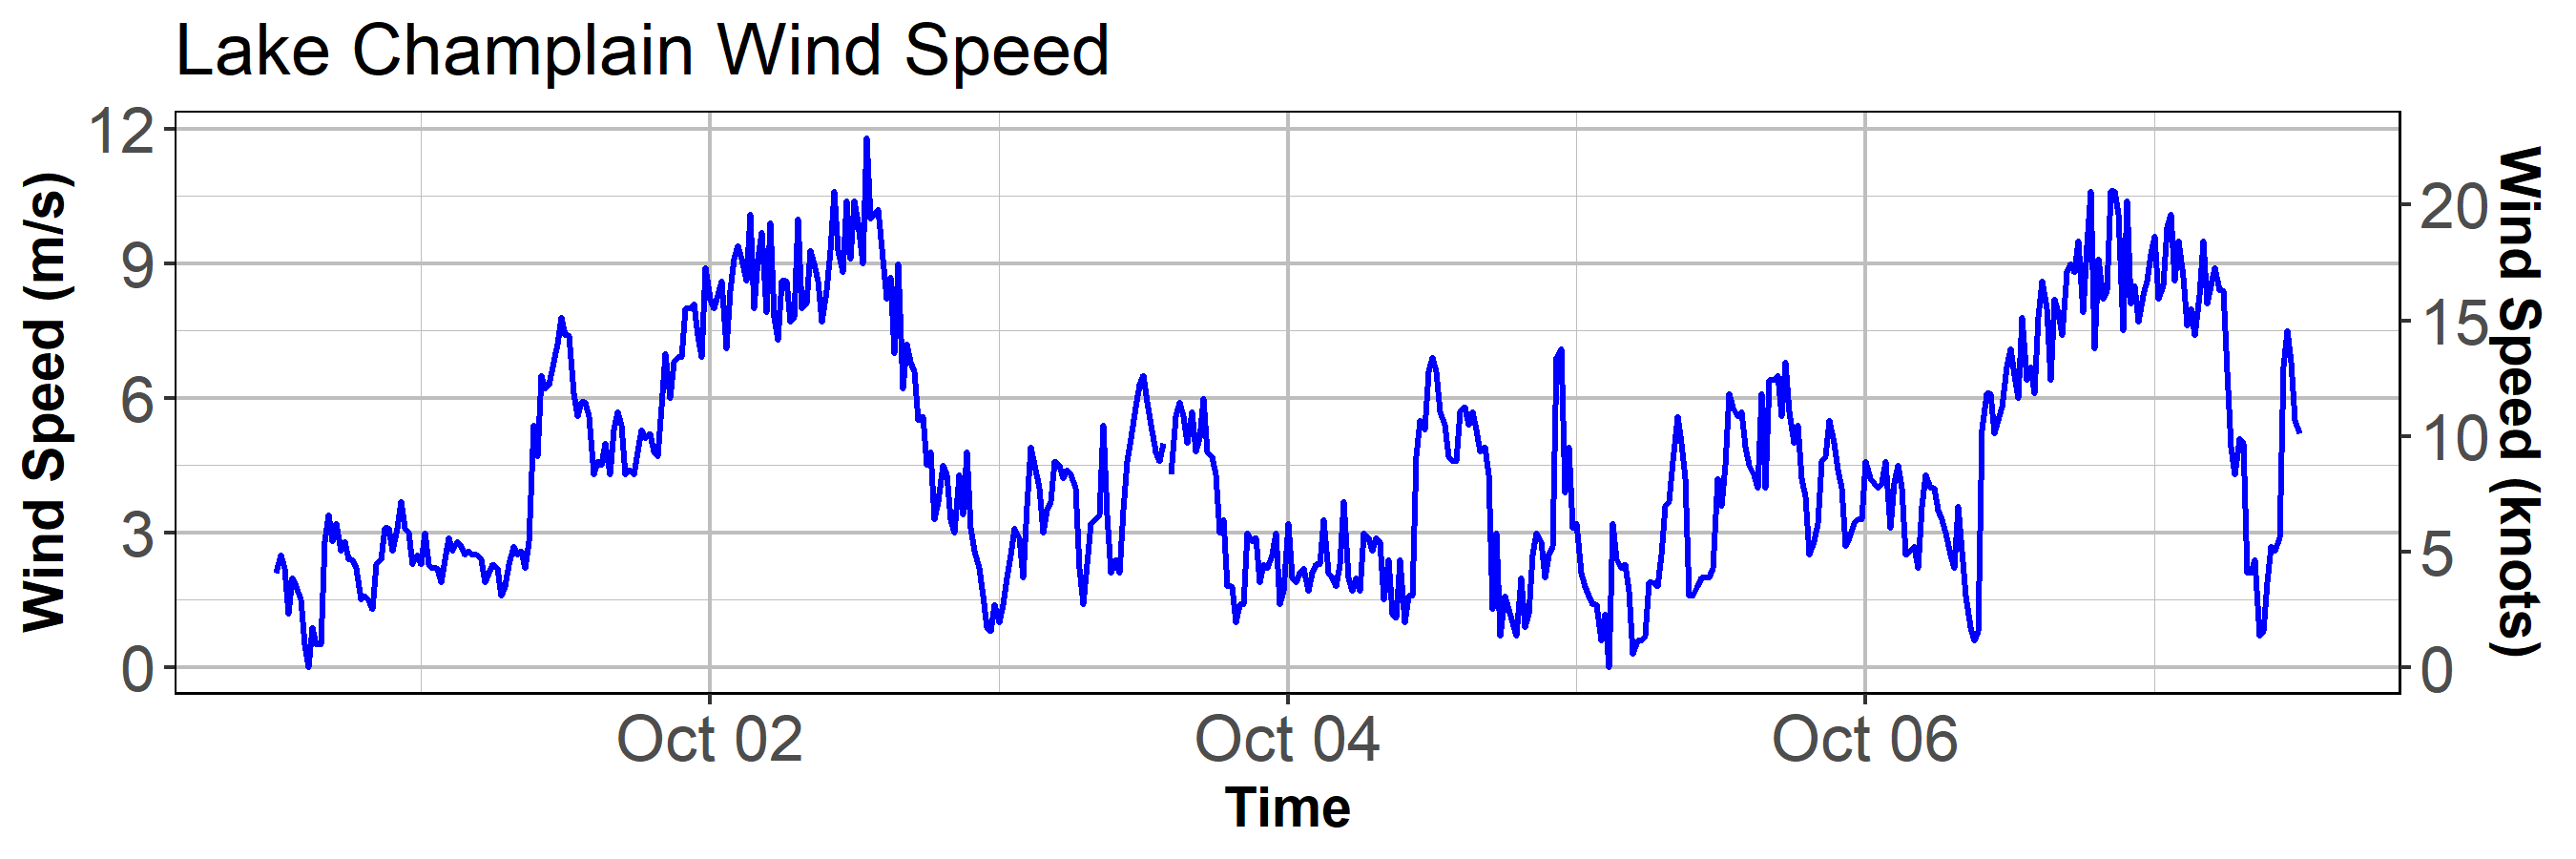 Lake Champlain Wind Speed
12
9
6
3
0
Wind Speed (m/s)
20
15
10
5
0
Wind Speed (knots)
Oct 02
Oct 04
Oct 06
Time